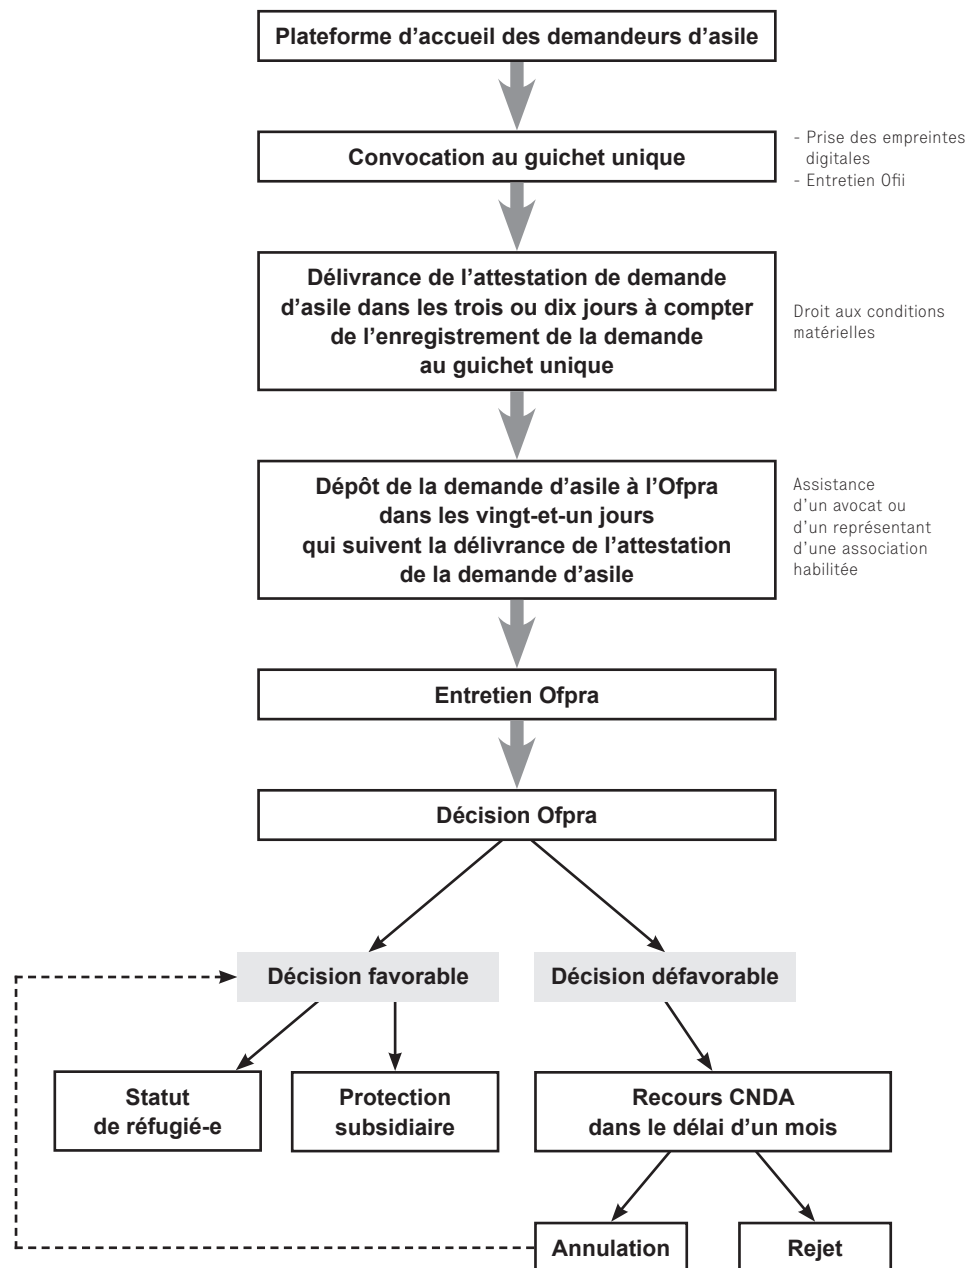 Plateforme d’accueil des demandeurs d’asile
Convocation au guichet unique
- Prise des empreintes
digitales
- Entretien Ofii
Délivrance de l’attestation de demande
d’asile dans les trois ou dix jours à compter
de l’enregistrement de la demande
au guichet unique
Droit aux conditions
matérielles
Dépôt de la demande d’asile à l’Ofpra
dans les vingt-et-un jours
qui suivent la délivrance de l’attestation
de la demande d’asile
Assistance
d’un avocat ou
d’un représentant
d’une association
habilitée
Entretien Ofpra
Décision Ofpra
Décision favorable
Décision défavorable
Statut
de réfugié-e
Protection
subsidiaire
Recours CNDA
dans le délai d’un mois
Annulation
Rejet